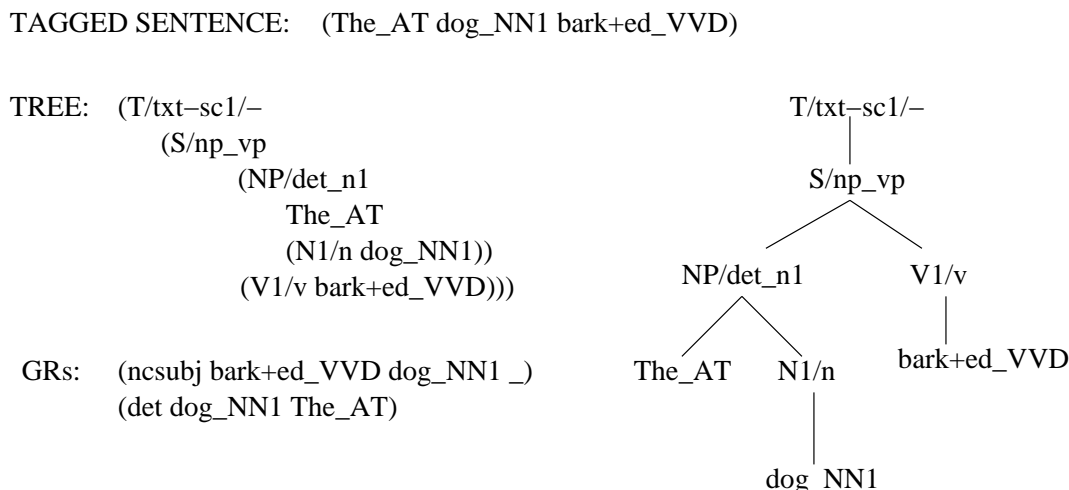 TAGGED SENTENCE: (The_AT dog_NN1 bark+ed_VVD)
TREE: (T/txt−sc1/−
(S/np_vp
(NP/det_n1
The_AT
(N1/n dog_NN1))
(V1/v bark+ed_VVD)))
GRs: (ncsubj bark+ed_VVD dog_NN1 _)
(det dog_NN1 The_AT)
T/txt−sc1/−
S/np_vp
NP/det_n1 V1/v
The_AT N1/n bark+ed_VVD
dog_NN1